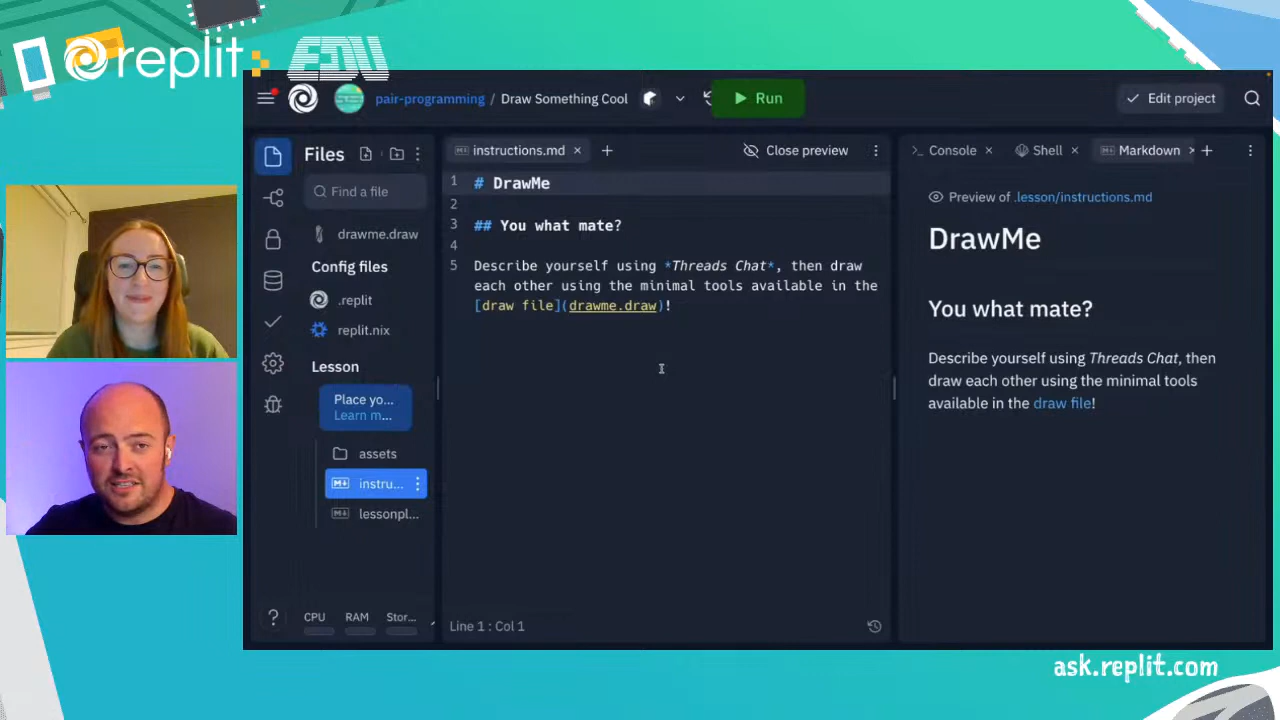 replit EDU
pair-programming / Draw Something Cool
Run
Edit project
Files
Find a file
drawme.draw
Config files
.replit
replit.nix
Lesson
Place yo...
Learn m...
assets
instru...
lessonpl...
CPU RAM Stor...
instructions.md
Close preview
1 # DrawMe
2
3 ## You what mate?
4
5 Describe yourself using *Threads Chat*, then draw
each other using the minimal tools available in the
[draw file](drawme.draw)!
Line 1 : Col 1
Console
Shell
Markdown
Preview of .lesson/instructions.md
DrawMe
You what mate?
Describe yourself using Threads Chat, then
draw each other using the minimal tools
available in the draw file!
ask.replit.com